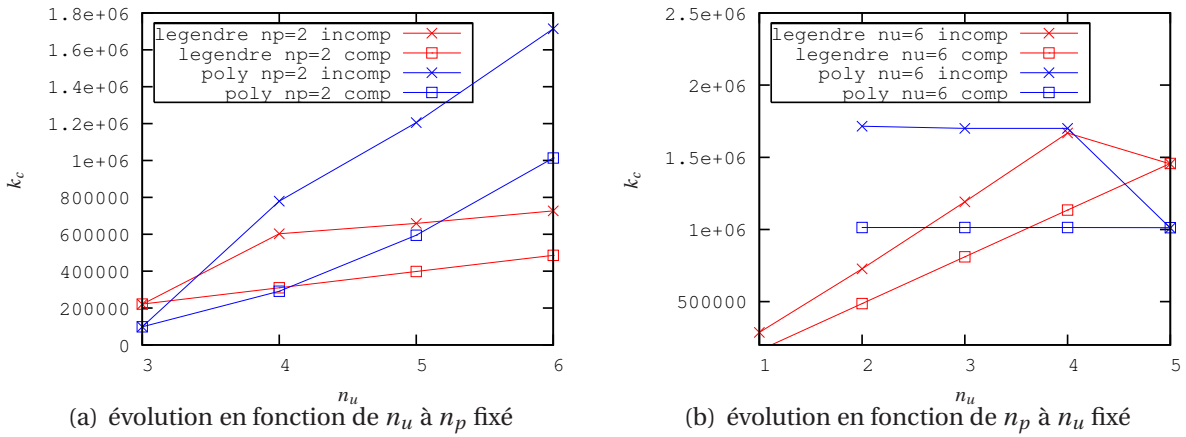 1.8e+06
1.6e+06
1.4e+06
1.2e+06
1e+06
800000
600000
400000
200000
0
k_c
legendre np=2 incomp
legendre np=2 comp
poly np=2 incomp
poly np=2 comp
3 4 5 6
n_u
(a) évolution en fonction de n_u à n_p fixé
2.5e+06
2e+06
1.5e+06
1e+06
500000
k_c
legendre nu=6 incomp
legendre nu=6 comp
poly nu=6 incomp
poly nu=6 comp
1 2 3 4 5
n_u
(b) évolution en fonction de n_p à n_u fixé